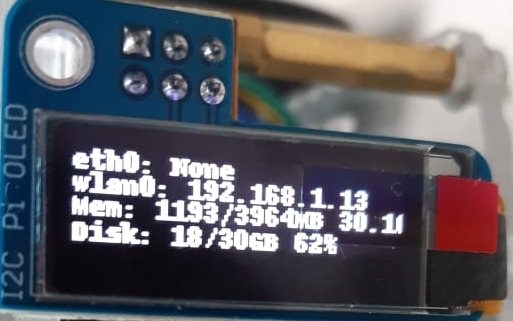 I2C PiOLED
eth0: None
wlan0: 192.168.1.13
Mem: 1193/3964MB 30.1
Disk: 18/30GB 62%